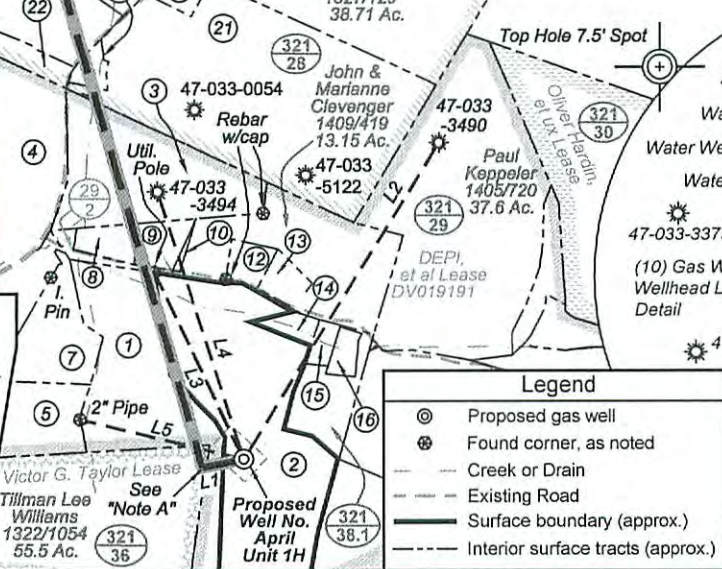 1327/129
38.71 Ac.
22
21
321
28
Top Hole 7.5' Spot
John &
Marianne
Clevenger
1409/419
13.15 Ac.
47-033-0054
3
Rebar
w/cap
47-033
-3490
Oliver Hardin,
et ux Lease
321
30
4
Util.
Pole
47-033
-5122
L2
Paul
Keppeler
1405/720
37.6 Ac.
Water We
Wate
47-033
-3494
29
2
321
29
47-033-337
9
10
12
13
8
DEPI,
et al Lease
DV019191
(10) Gas W
Wellhead L
Detail
I.
Pin
14
7
1
L4
L3
15
16
5
2" Pipe
L5
L1
2
Victor G. Taylor Lease
See
"Note A"
Tillman Lee
Williams
1322/1054
55.5 Ac.
321
36
Proposed
Well No.
April
Unit 1H
321
38.1
Legend
Proposed gas well
Found corner, as noted
Creek or Drain
Existing Road
Surface boundary (approx.)
Interior surface tracts (approx.)